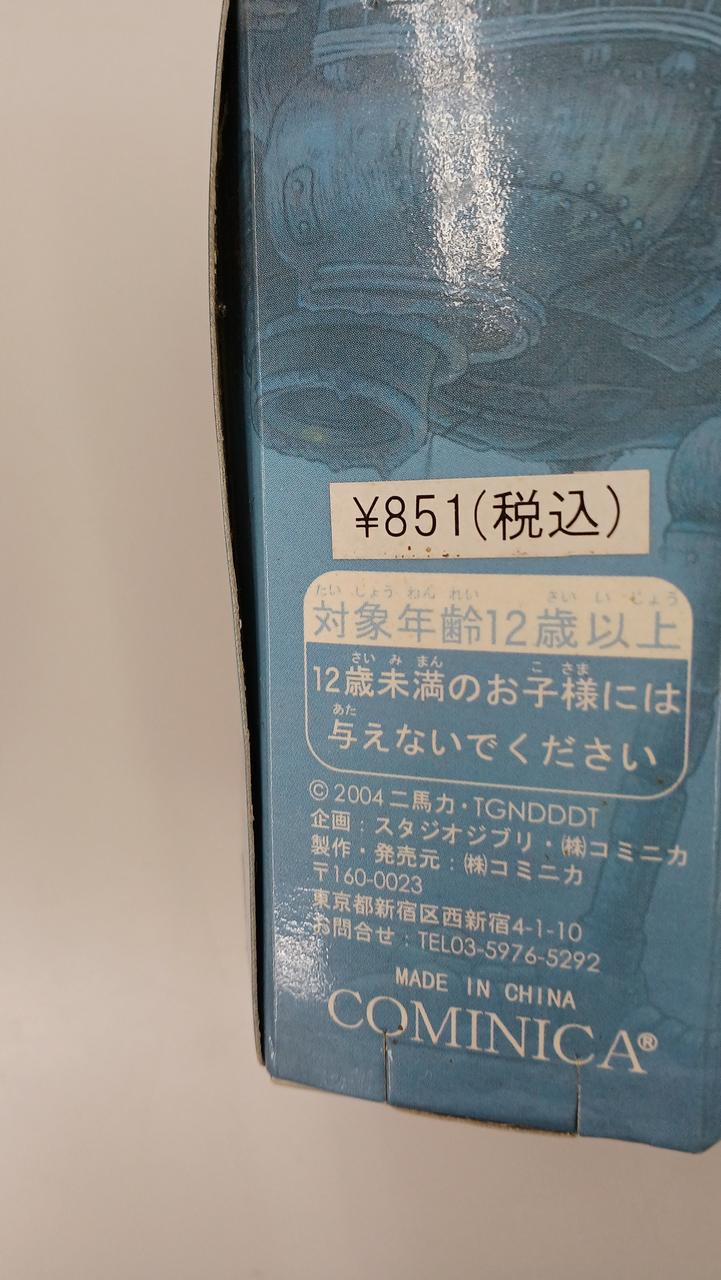 ¥851(税込)
たいしょうねんれい さいいじょう
対象年齢12歳以上
さいみまん こさま
12歳未満のお子様には
あた
与えないでください
©2004 二馬力・TGNDDDT
企画：スタジオジブリ・㈱コミニカ
製作・発売元：㈱コミニカ
〒160-0023
東京都新宿区西新宿4-1-10
お問合せ：TEL03-5976-5292
MADE IN CHINA
COMINICA®